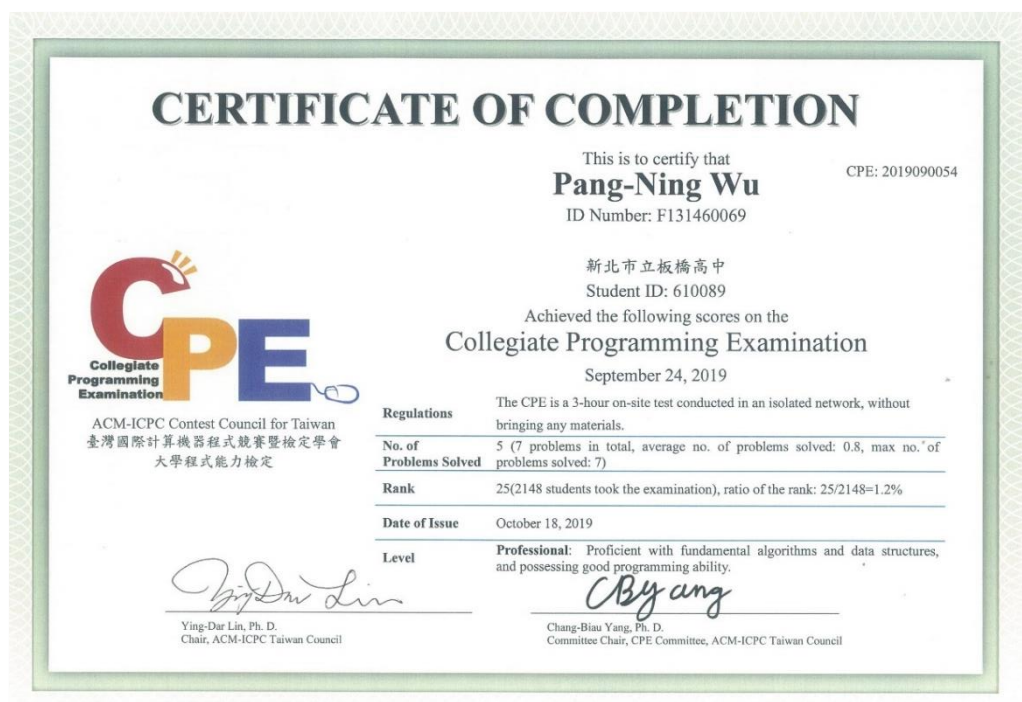 CERTIFICATE OF COMPLETION
This is to certify that
Pang-Ning Wu
CPE: 2019090054
ID Number: F131460069
新北市立板橋高中
Student ID: 610089
Achieved the following scores on the
Collegiate Programming Examination
September 24, 2019
CPE
Collegiate
Programming
Examination
ACM-ICPC Contest Council for Taiwan
臺灣國際計算機器程式競賽暨檢定學會
大學程式能力檢定
Regulations
The CPE is a 3-hour on-site test conducted in an isolated network, without
bringing any materials.
No. of
Problems Solved
5 (7 problems in total, average no. of problems solved: 0.8, max no. of
problems solved: 7)
Rank
25(2148 students took the examination), ratio of the rank: 25/2148=1.2%
Date of Issue
October 18, 2019
Level
Professional: Proficient with fundamental algorithms and data structures,
and possessing good programming ability.
Ying-Dar Lin
CByang
Ying-Dar Lin, Ph. D.
Chair, ACM-ICPC Taiwan Council
Chang-Biau Yang, Ph. D.
Committee Chair, CPE Committee, ACM-ICPC Taiwan Council